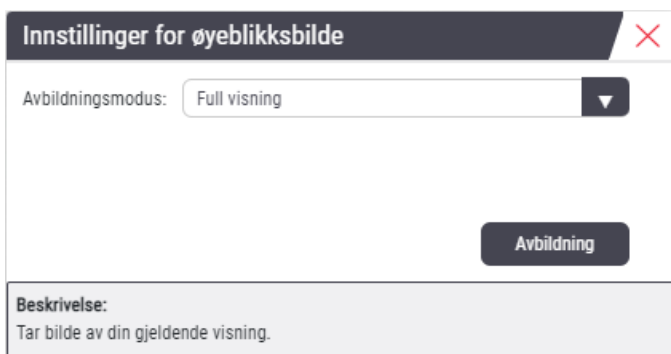 Innstillinger for øyeblikksbilde
Avbildningsmodus: Full visning
Avbildning
Beskrivelse:
Tar bilde av din gjeldende visning.